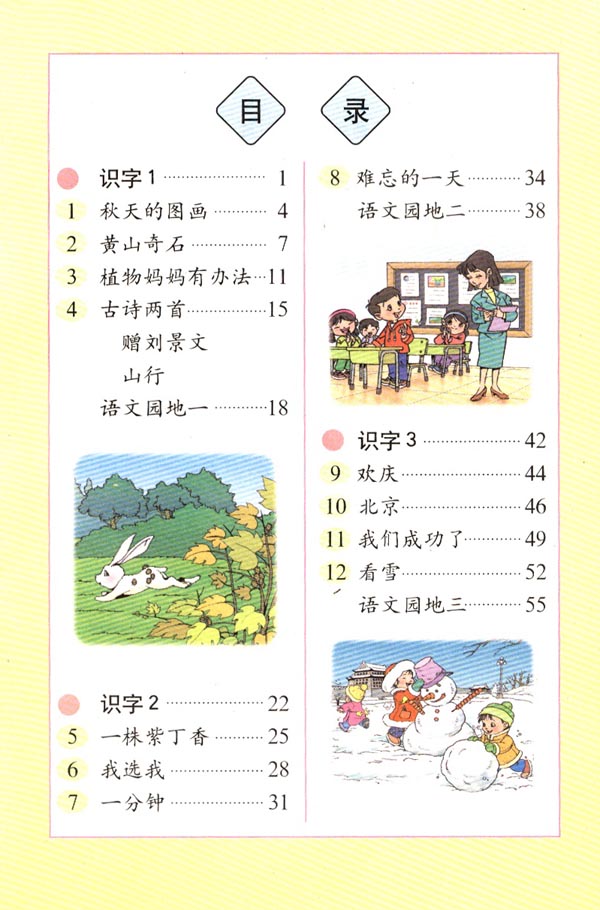 目 录
识字1 …………………… 1
1 秋天的图画 ………… 4
2 黄山奇石 …………… 7
3 植物妈妈有办法 … 11
4 古诗两首 …………… 15
赠刘景文
山行
语文园地一 ………… 18
识字2 ………………… 22
5 一株紫丁香 ………… 25
6 我选我 ……………… 28
7 一分钟 ……………… 31
8 难忘的一天 ………… 34
语文园地二 ………… 38
识字3 ………………… 42
9 欢庆 ………………… 44
10 北京 ………………… 46
11 我们成功了 ………… 49
12 看雪 ………………… 52
语文园地三 ………… 55